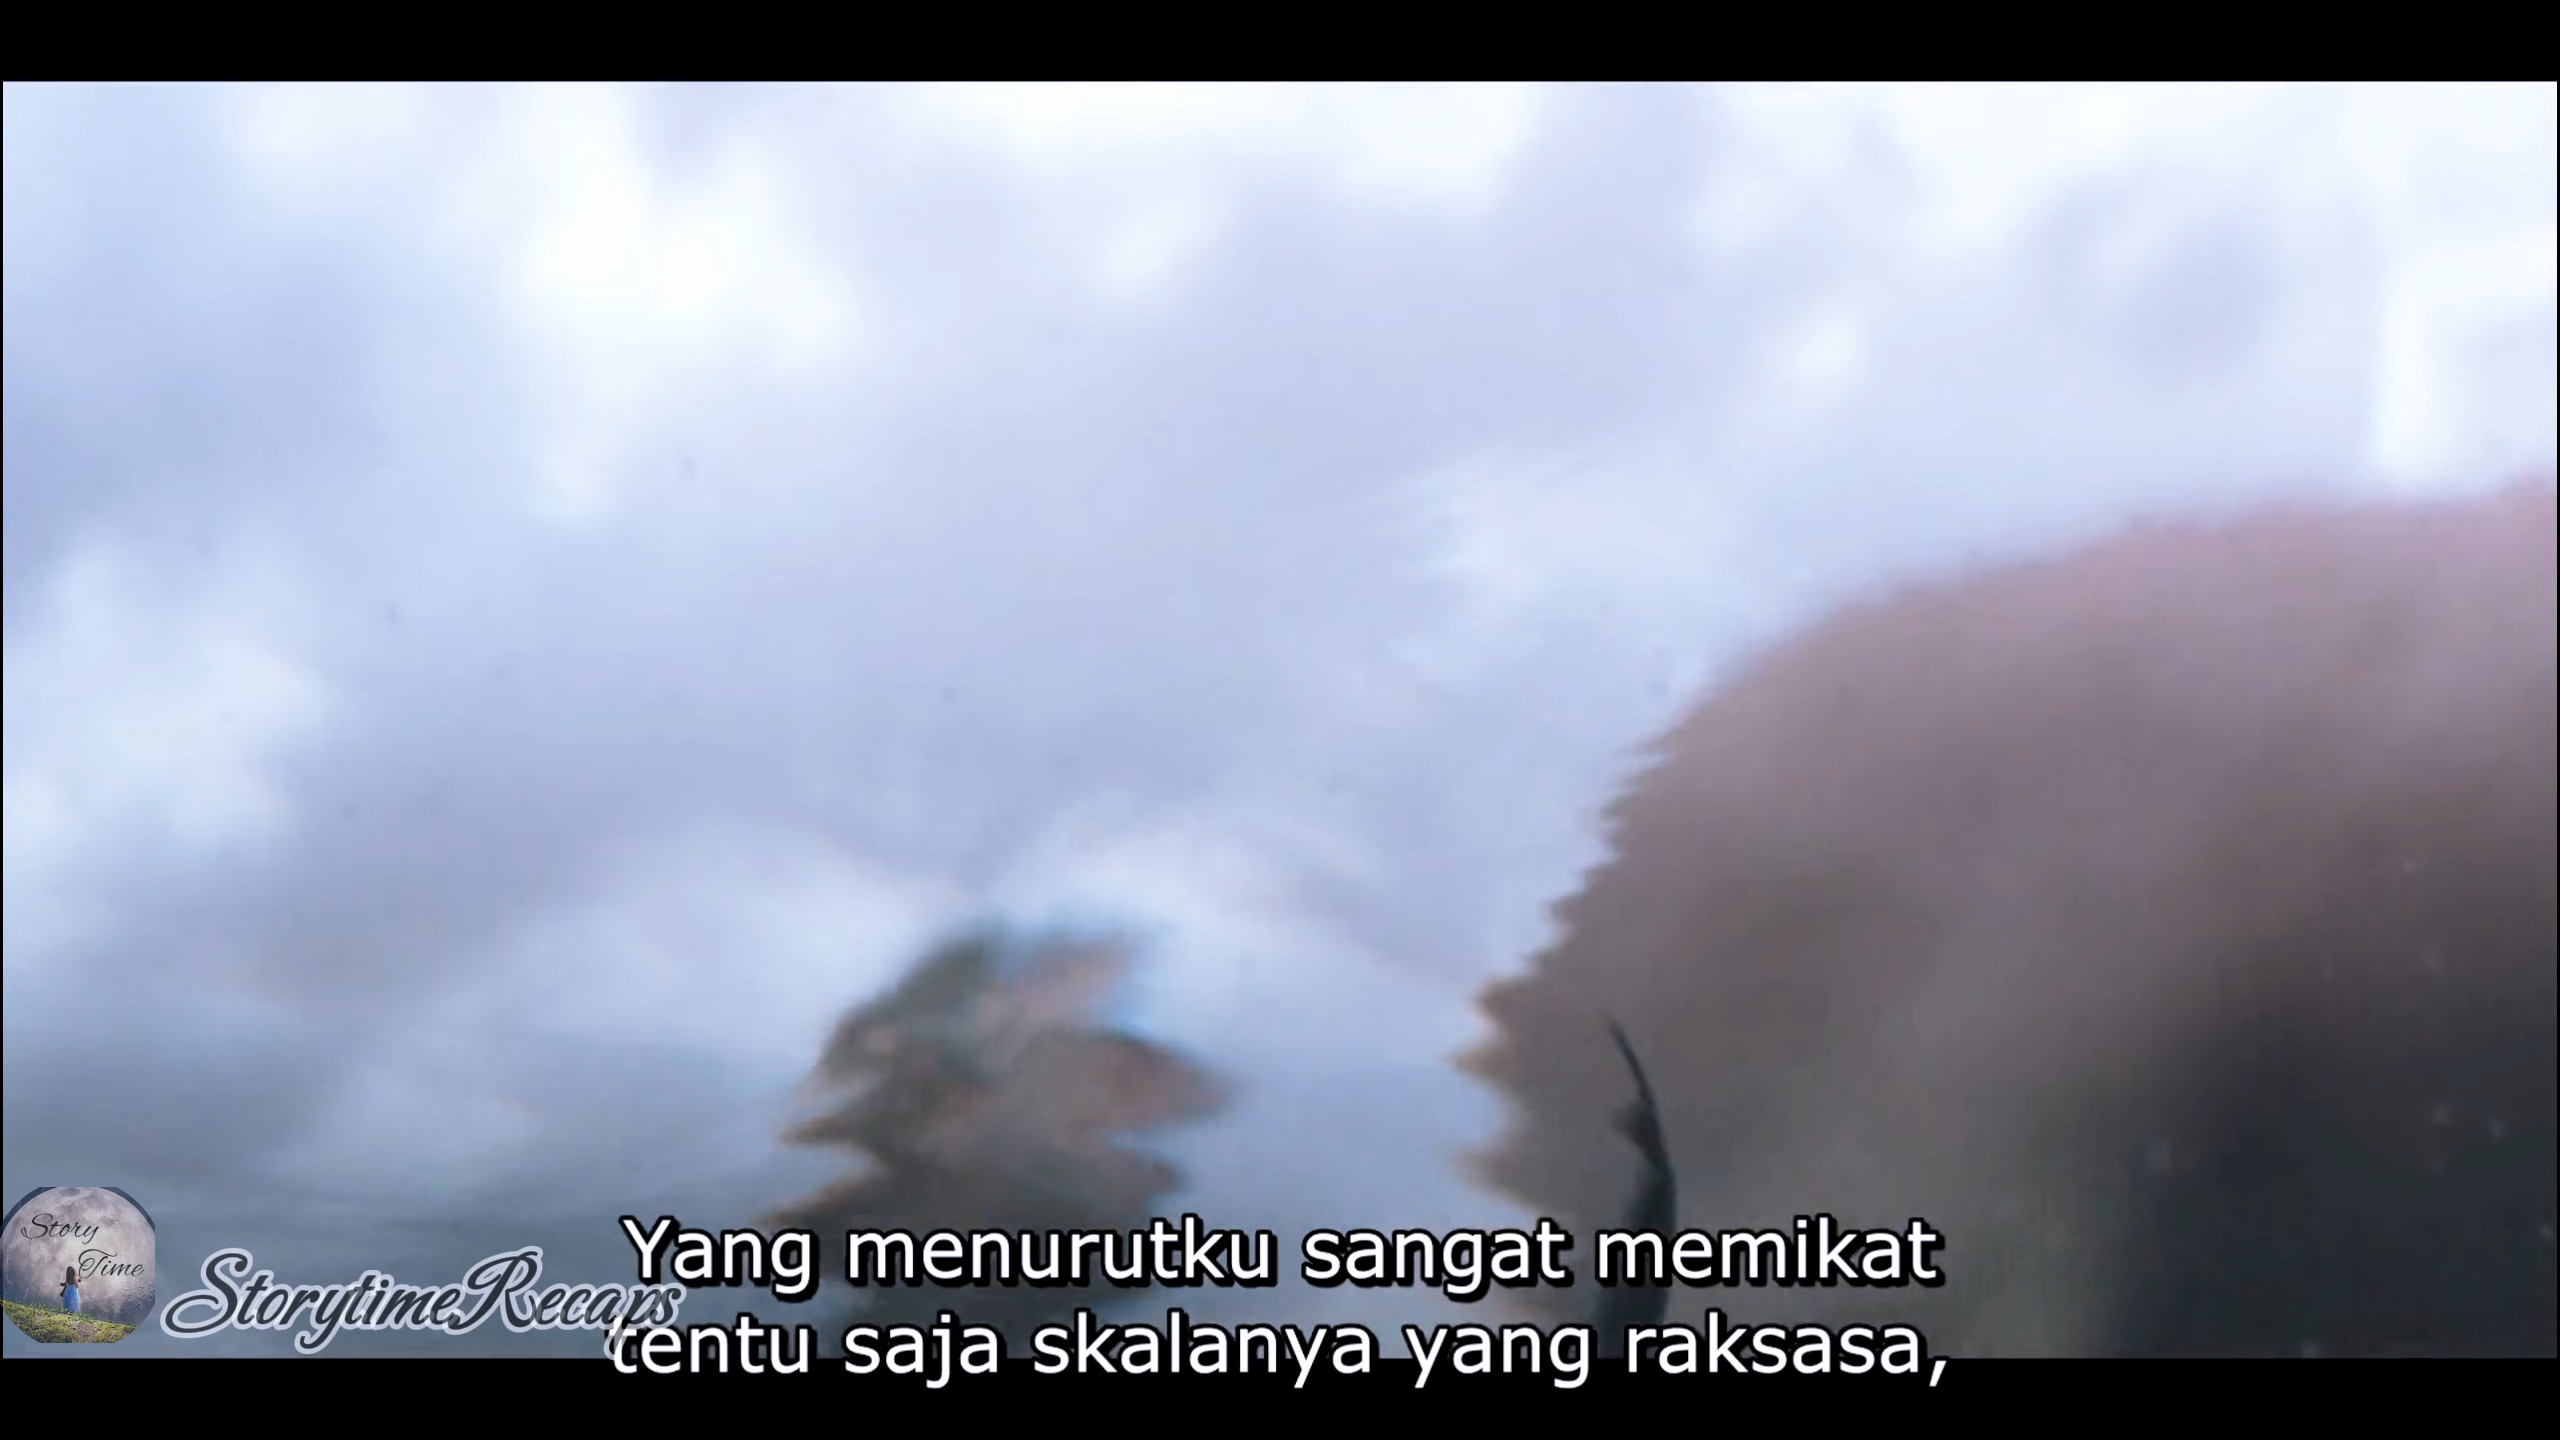 Story
Time
StorytimeRecaps
Yang menurutku sangat memikat
tentu saja skalanya yang raksasa,